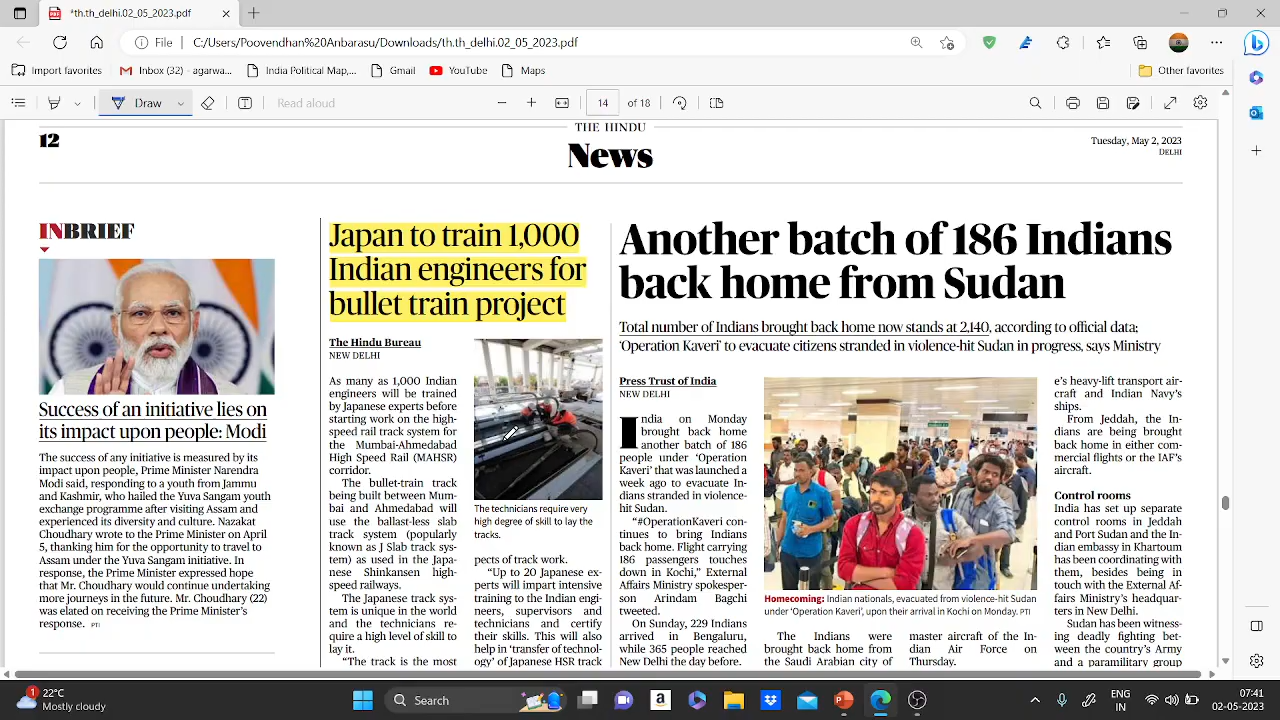 *th.th_delhi.02_05_2023.pdf
File
C:/Users/Poovendhan%20Anbarasu/Downloads/th.th_delhi.02_05_2023.pdf
Import favorites
Inbox (32) - agarwa...
India Political Map,...
Gmail
YouTube
Maps
Other favorites
Draw
Read aloud
14
of 18
12
THE HINDU
News
Tuesday, May 2, 2023
DELHI
INBRIEF
Success of an initiative lies on
its impact upon people: Modi
The success of any initiative is measured by its
impact upon people, Prime Minister Narendra
Modi said, responding to a youth from Jammu
and Kashmir, who hailed the Yuva Sangam youth
exchange programme after visiting Assam and
experienced its diversity and culture. Nazakat
Choudhary wrote to the Prime Minister on April
5, thanking him for the opportunity to travel to
Assam under the Yuva Sangam initiative. In
response, the Prime Minister expressed hope
that Mr. Choudhary would continue undertaking
more journeys in the future. Mr. Choudhary (22)
was elated on receiving the Prime Minister's
response. PTI
Japan to train 1,000
Indian engineers for
bullet train project
The Hindu Bureau
NEW DELHI
As many as 1,000 Indian
engineers will be trained
by Japanese experts before
starting work on the high-
speed rail track system for
the Mumbai-Ahmedabad
High Speed Rail (MAHSR)
corridor.
The bullet-train track
being built between Mum-
bai and Ahmedabad will
use the ballast-less slab
track system (popularly
known as J Slab track sys-
tem) as used in the Japa-
nese Shinkansen high-
speed railways.
The Japanese track sys-
tem is unique in the world
and the technicians re-
quire a high level of skill to
lay it.
"The track is the most
The technicians require very
high degree of skill to lay the
tracks.
pects of track work.
"Up to 20 Japanese ex-
perts will impact intensive
training to the Indian engi-
neers, supervisors and
technicians and certify
their skills. This will also
help in 'transfer of technol-
ogy' of Japanese HSR track
Another batch of 186 Indians
back home from Sudan
Total number of Indians brought back home now stands at 2,140, according to official data;
'Operation Kaveri' to evacuate citizens stranded in violence-hit Sudan in progress, says Ministry
Press Trust of India
NEW DELHI
India on Monday
brought back home
another batch of 186
people under 'Operation
Kaveri' that was launched a
week ago to evacuate In-
dians stranded in violence-
hit Sudan.
"#OperationKaveri con-
tinues to bring Indians
back home. Flight carrying
186 passengers touches
down in Kochi," External
Affairs Ministry spokesper-
son Arindam Bagchi
tweeted.
On Sunday, 229 Indians
arrived in Bengaluru,
while 365 people reached
New Delhi the day before.
Homecoming: Indian nationals, evacuated from violence-hit Sudan
under 'Operation Kaveri', upon their arrival in Kochi on Monday. PTI
The Indians were
brought back home from
the Saudi Arabian city of
master aircraft of the In-
dian Air Force on
Thursday.
e's heavy-lift transport air-
craft and Indian Navy's
ships.
From Jeddah, the In-
dians are being brought
back home in either com-
mercial flights or the IAF's
aircraft.
Control rooms
India has set up separate
control rooms in Jeddah
and Port Sudan and the In-
dian embassy in Khartoum
has been coordinating with
them, besides being in
touch with the External Af-
fairs Ministry's headquar-
ters in New Delhi.
Sudan has been witness-
ing deadly fighting bet-
ween the country's Army
and a paramilitary group
1
22°C
Mostly cloudy
Search
ENG
IN
07:41
02-05-2023